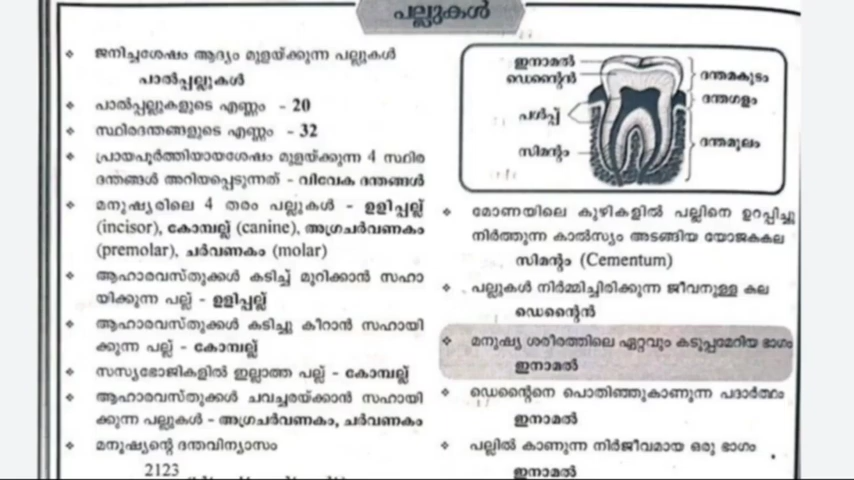 പല്ലുകൾ
❖ ജനിച്ചശേഷം ആദ്യം മുളയ്ക്കുന്ന പല്ലുകൾ
പാൽപ്പല്ലുകൾ
❖ പാൽപ്പല്ലുകളുടെ എണ്ണം - 20
❖ സ്ഥിരദന്തങ്ങളുടെ എണ്ണം - 32
❖ പ്രായപൂർത്തിയായശേഷം മുളയ്ക്കുന്ന 4 സ്ഥിര
ദന്തങ്ങൾ അറിയപ്പെടുന്നത് - വിവേക ദന്തങ്ങൾ
❖ മനുഷ്യരിലെ 4 തരം പല്ലുകൾ - ഉളിപ്പല്ല്
(incisor), കോമ്പല്ല് (canine), അഗ്രചർവണകം
(premolar), ചർവണകം (molar)
❖ ആഹാരവസ്തുക്കൾ കടിച്ച് മുറിക്കാൻ സഹാ
യിക്കുന്ന പല്ല് - ഉളിപ്പല്ല്
❖ ആഹാരവസ്തുക്കൾ കടിച്ചു കീറാൻ സഹായി
ക്കുന്ന പല്ല് - കോമ്പല്ല്
❖ സസ്യഭോജികളിൽ ഇല്ലാത്ത പല്ല് - കോമ്പല്ല്
❖ ആഹാരവസ്തുക്കൾ ചവച്ചരയ്ക്കാൻ സഹായി
ക്കുന്ന പല്ലുകൾ - അഗ്രചർവണകം, ചർവണകം
❖ മനുഷ്യന്റെ ദന്തവിന്യാസം
2123
ഇനാമൽ
ഡെന്റൈൻ
പൾപ്പ്
സിമന്റം
ദന്തമകുടം
ദന്തഗളം
ദന്തമൂലം
❖ മോണയിലെ കുഴികളിൽ പല്ലിനെ ഉറപ്പിച്ചു
നിർത്തുന്ന കാൽസ്യം അടങ്ങിയ യോജകകല
സിമന്റം (Cementum)
❖ പല്ലുകൾ നിർമ്മിച്ചിരിക്കുന്ന ജീവനുള്ള കല
ഡെന്റൈൻ
❖ മനുഷ്യ ശരീരത്തിലെ ഏറ്റവും കടുപ്പമേറിയ ഭാഗം
ഇനാമൽ
❖ ഡെന്റൈനെ പൊതിഞ്ഞുകാണുന്ന പദാർത്ഥം
ഇനാമൽ
❖ പല്ലിൽ കാണുന്ന നിർജീവമായ ഒരു ഭാഗം
ഇനാമൽ